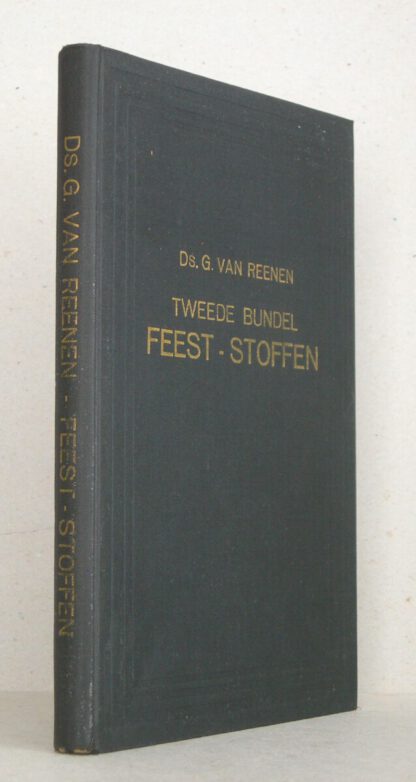 Ds. G. VAN REENEN - FEEST-STOFFEN
Ds. G. VAN REENEN
TWEEDE BUNDEL
FEEST-STOFFEN